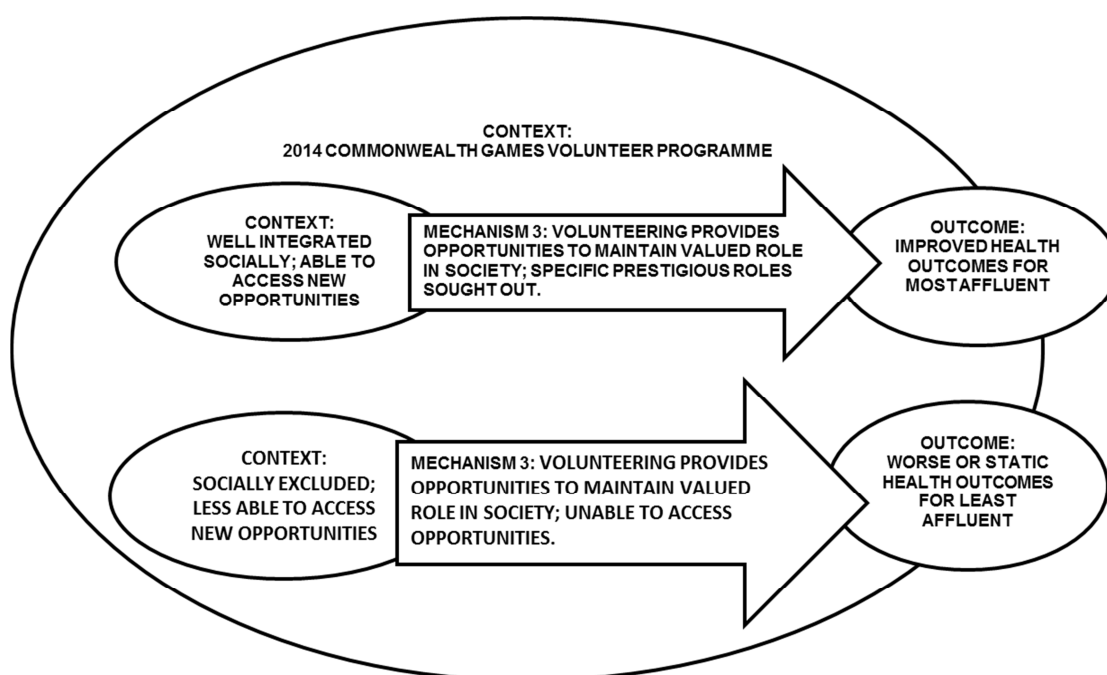 CONTEXT:
2014 COMMONWEALTH GAMES VOLUNTEER PROGRAMME
CONTEXT:
WELL INTEGRATED
SOCIALLY; ABLE TO
ACCESS NEW
OPPORTUNITIES
MECHANISM 3: VOLUNTEERING PROVIDES
OPPORTUNITIES TO MAINTAIN VALUED ROLE
IN SOCIETY; SPECIFIC PRESTIGIOUS ROLES
SOUGHT OUT.
OUTCOME:
IMPROVED HEALTH
OUTCOMES FOR
MOST AFFLUENT
CONTEXT:
SOCIALLY EXCLUDED;
LESS ABLE TO ACCESS
NEW OPPORTUNITIES
MECHANISM 3: VOLUNTEERING PROVIDES
OPPORTUNITIES TO MAINTAIN VALUED
ROLE IN SOCIETY; UNABLE TO ACCESS
OPPORTUNITIES.
OUTCOME:
WORSE OR STATIC
HEALTH OUTCOMES
FOR LEAST
AFFLUENT